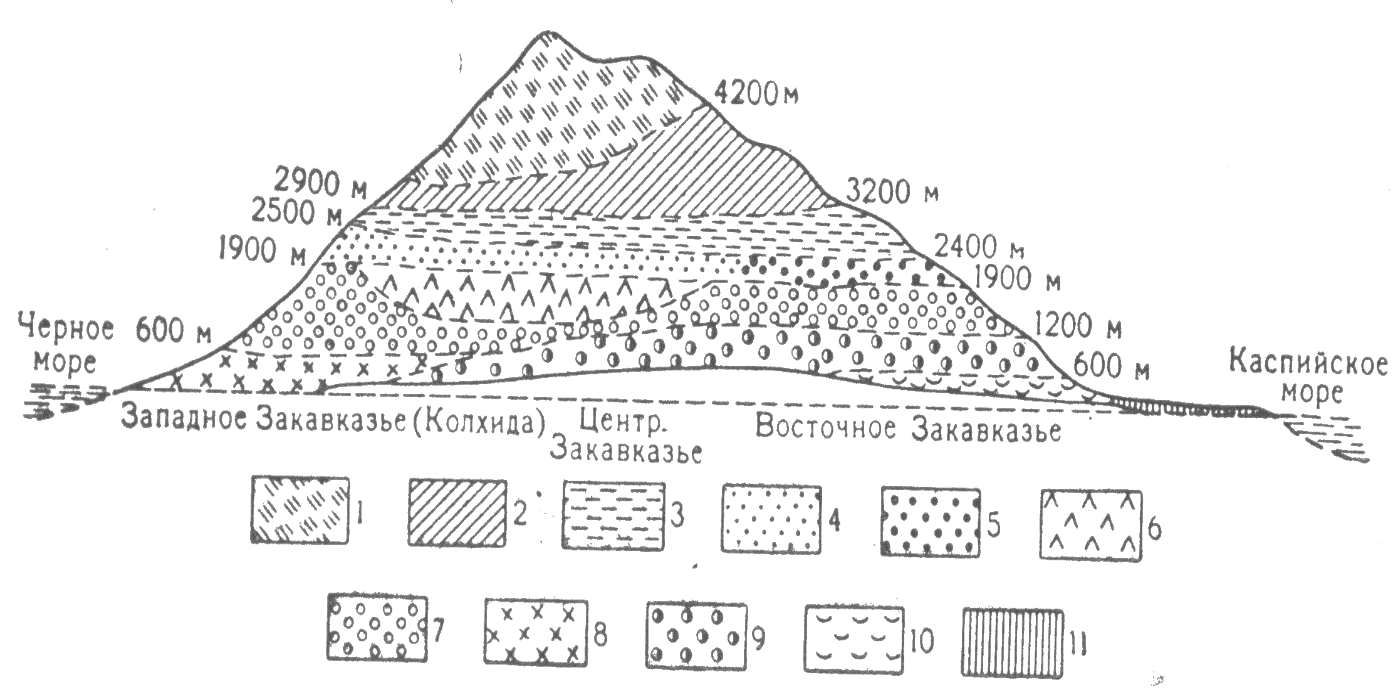 4200м
2900 м
3200 м
2500 м
2400 м
1900 м
1900 м
Черное
море
600 м
1200 м
600 м
Каспийское
море
Западное Закавказье (Колхида)
Центр.
Закавказье
Восточное Закавказье
1
2
3
4
5
6
7
8
9
10
11